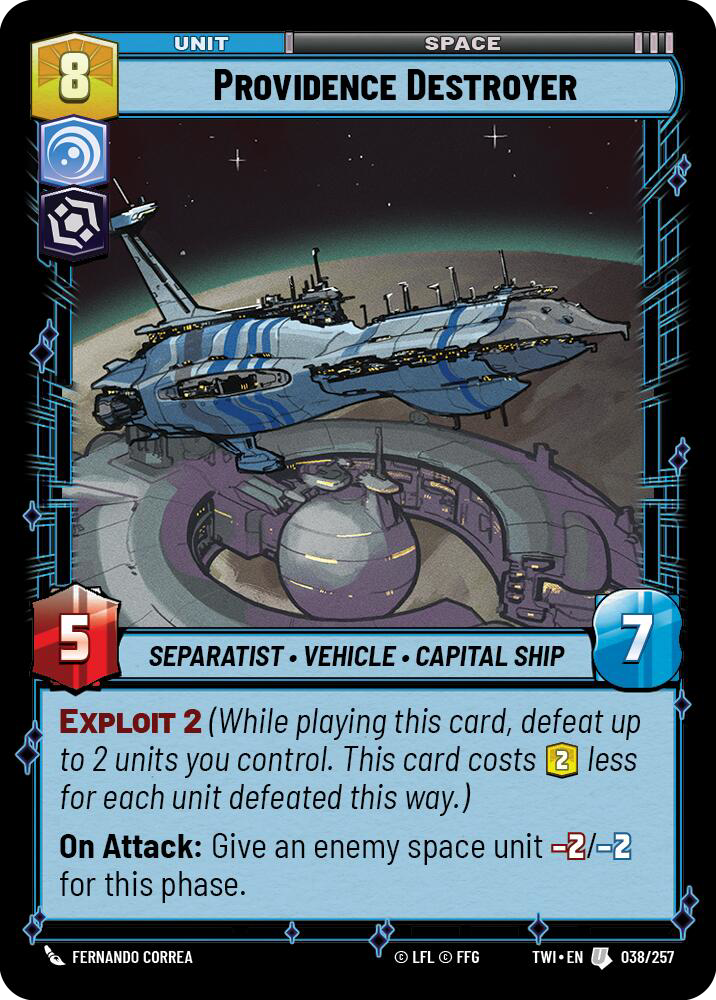 UNIT SPACE
8
PROVIDENCE DESTROYER
5
7
SEPARATIST • VEHICLE • CAPITAL SHIP
EXPLOIT 2 (While playing this card, defeat up
to 2 units you control. This card costs 2 less
for each unit defeated this way.)
On Attack: Give an enemy space unit -2/-2
for this phase.
FERNANDO CORREA © LFL © FFG TWI • EN U 038/257